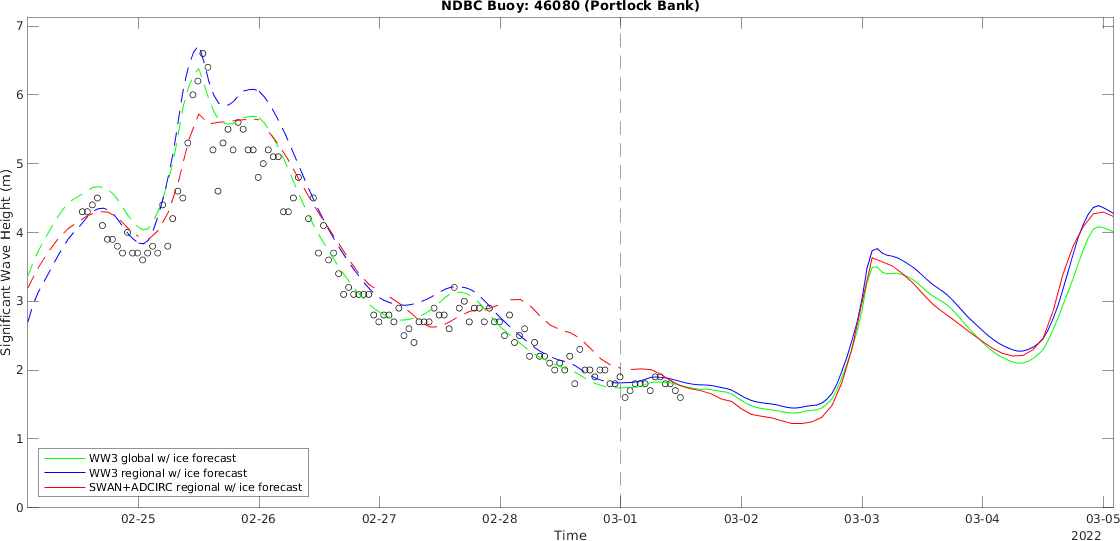 NDBC Buoy: 46080 (Portlock Bank)
7
6
5
4
3
2
1
0
Significant Wave Height (m)
WW3 global w/ ice forecast
WW3 regional w/ ice forecast
SWAN+ADCIRC regional w/ ice forecast
02-25 02-26 02-27 02-28 03-01 03-02 03-03 03-04 03-05
Time
2022